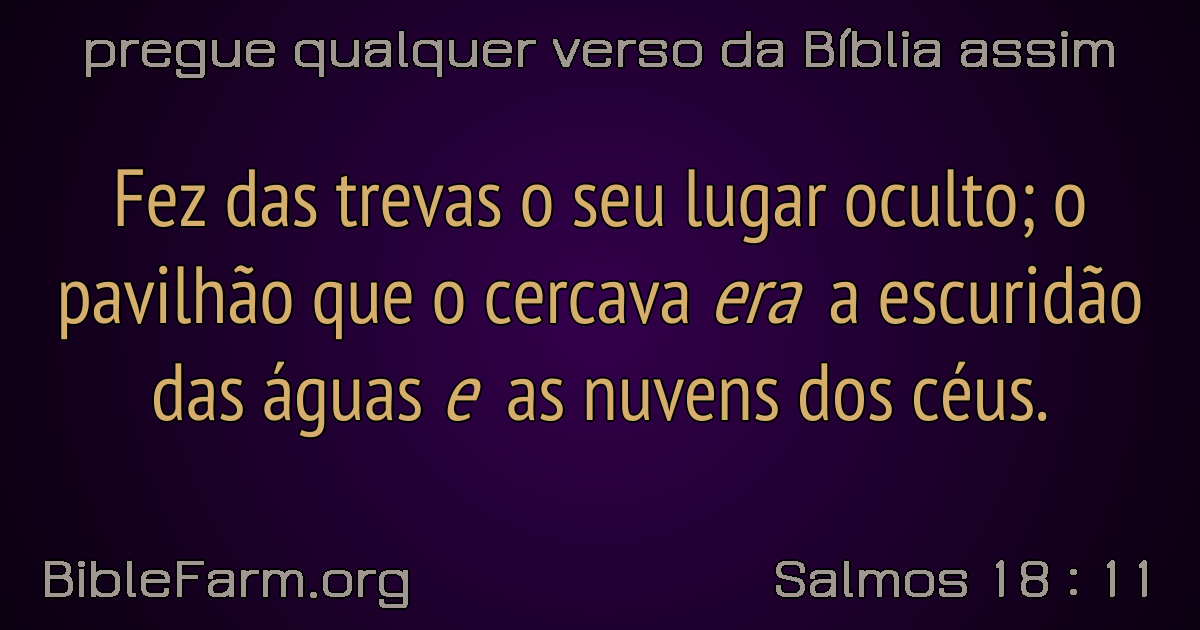 pregue qualquer verso da Bíblia assim
Fez das trevas o seu lugar oculto; o
pavilhão que o cercava era a escuridão
das águas e as nuvens dos céus.
BibleFarm.org
Salmos 18 : 11